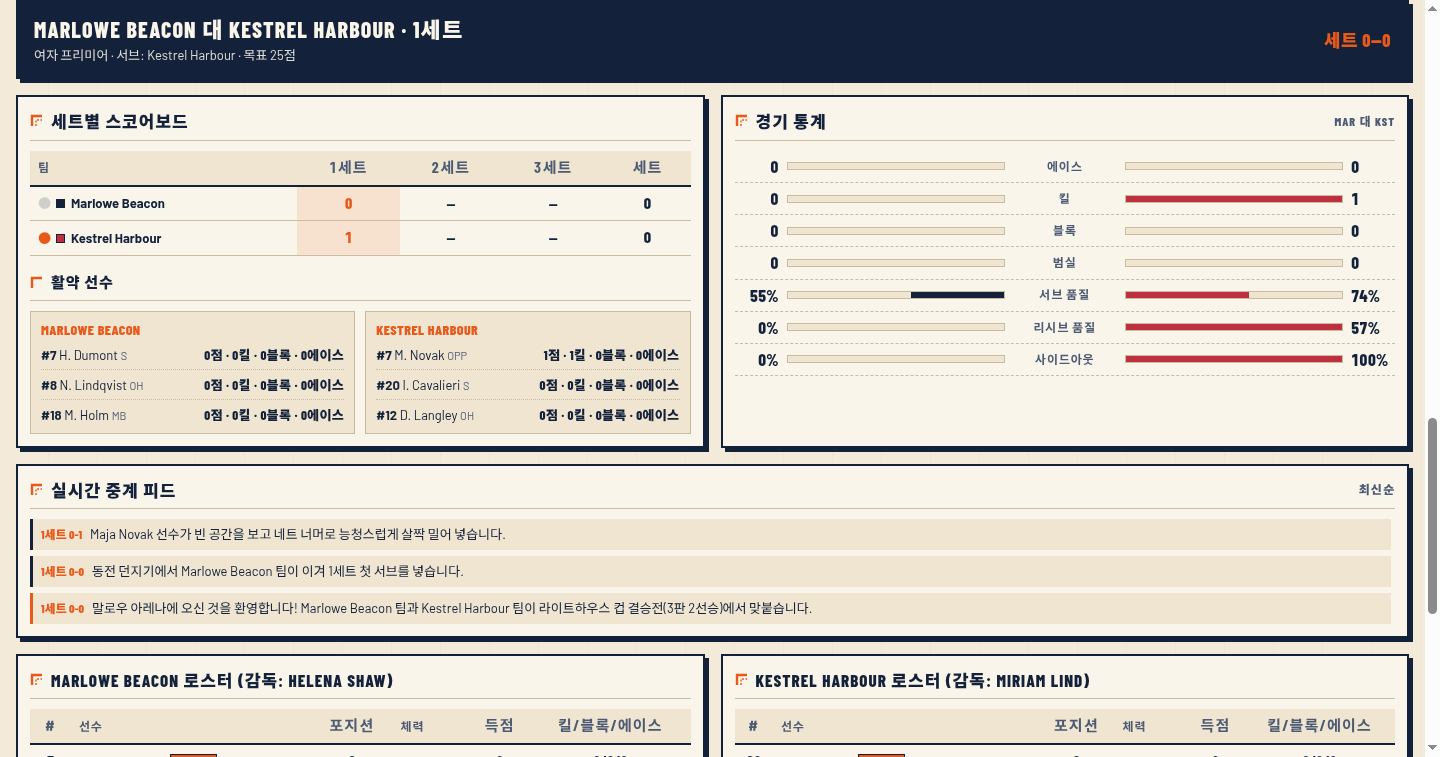 MARLOWE BEACON 대 KESTREL HARBOUR · 1세트
여자 프리미어 · 서브: Kestrel Harbour · 목표 25점
세트 0–0
세트별 스코어보드
팀 1세트 2세트 3세트 세트
Marlowe Beacon 0 – – 0
Kestrel Harbour 1 – – 0
활약 선수
MARLOWE BEACON
#7 H. Dumont S 0점 · 0킬 · 0블록 · 0에이스
#8 N. Lindqvist OH 0점 · 0킬 · 0블록 · 0에이스
#18 M. Holm MB 0점 · 0킬 · 0블록 · 0에이스
KESTREL HARBOUR
#7 M. Novak OPP 1점 · 1킬 · 0블록 · 0에이스
#20 I. Cavalieri S 0점 · 0킬 · 0블록 · 0에이스
#12 D. Langley OH 0점 · 0킬 · 0블록 · 0에이스
경기 통계 MAR 대 KST
0 에이스 0
0 킬 1
0 블록 0
0 범실 0
55% 서브 품질 74%
0% 리시브 품질 57%
0% 사이드아웃 100%
실시간 중계 피드 최신순
1세트 0-1 Maja Novak 선수가 빈 공간을 보고 네트 너머로 능청스럽게 살짝 밀어 넣습니다.
1세트 0-0 동전 던지기에서 Marlowe Beacon 팀이 이겨 1세트 첫 서브를 넣습니다.
1세트 0-0 말로우 아레나에 오신 것을 환영합니다! Marlowe Beacon 팀과 Kestrel Harbour 팀이 라이트하우스 컵 결승전(3판 2선승)에서 맞붙습니다.
MARLOWE BEACON 로스터 (감독: HELENA SHAW)
# 선수 포지션 체력 득점 킬/블록/에이스
KESTREL HARBOUR 로스터 (감독: MIRIAM LIND)
# 선수 포지션 체력 득점 킬/블록/에이스